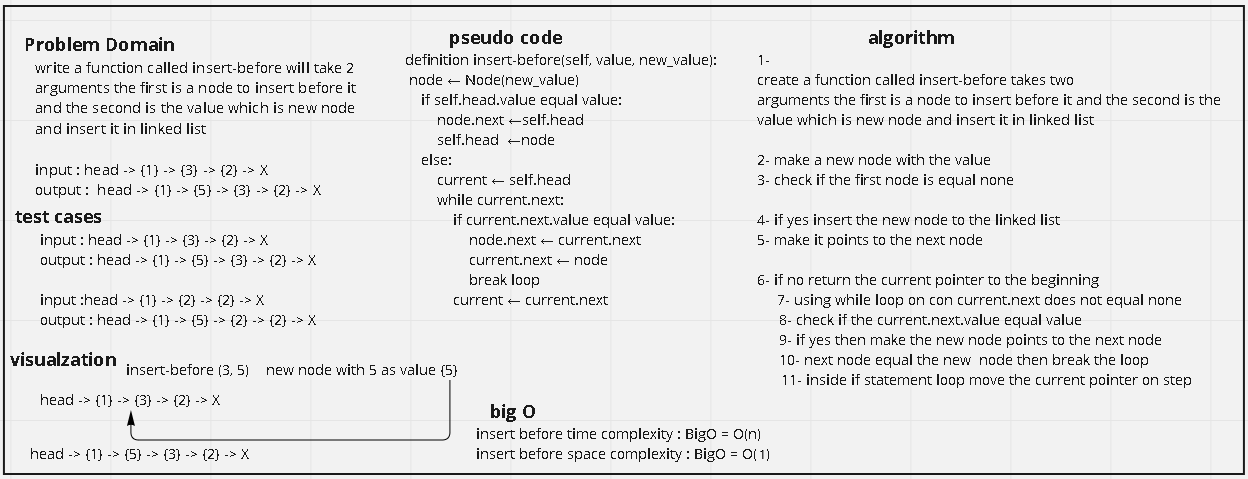 Problem Domain
write a function called insert-before will take 2
arguments the first is a node to insert before it
and the second is the value which is new node
and insert it in linked list
input : head -> {1} -> {3} -> {2} -> X
output :  head -> {1} -> {5} -> {3} -> {2} -> X
test cases
input : head -> {1} -> {3} -> {2} -> X
output : head -> {1} -> {5} -> {3} -> {2} -> X
input :head -> {1} -> {2} -> {2} -> X
output : head -> {1} -> {5} -> {2} -> {2} -> X
visualzation
insert-before (3, 5)    new node with 5 as value {5}
head -> {1} -> {3} -> {2} -> X
head -> {1} -> {5} -> {3} -> {2} -> X
pseudo code
definition insert-before(self, value, new_value):
node ← Node(new_value)
if self.head.value equal value:
node.next ←self.head
self.head ←node
else:
current ← self.head
while current.next:
if current.next.value equal value:
node.next ← current.next
current.next ← node
break loop
current ← current.next
big O
insert before time complexity : BigO = O(n)
insert before space complexity : BigO = O(1)
algorithm
1-
create a function called insert-before takes two
arguments the first is a node to insert before it and the second is the
value which is new node and insert it in linked list
2- make a new node with the value
3- check if the first node is equal none
4- if yes insert the new node to the linked list
5- make it points to the next node
6- if no return the current pointer to the beginning
7- using while loop on con current.next does not equal none
8- check if the current.next.value equal value
9- if yes then make the new node points to the next node
10- next node equal the new  node then break the loop
11- inside if statement loop move the current pointer on step